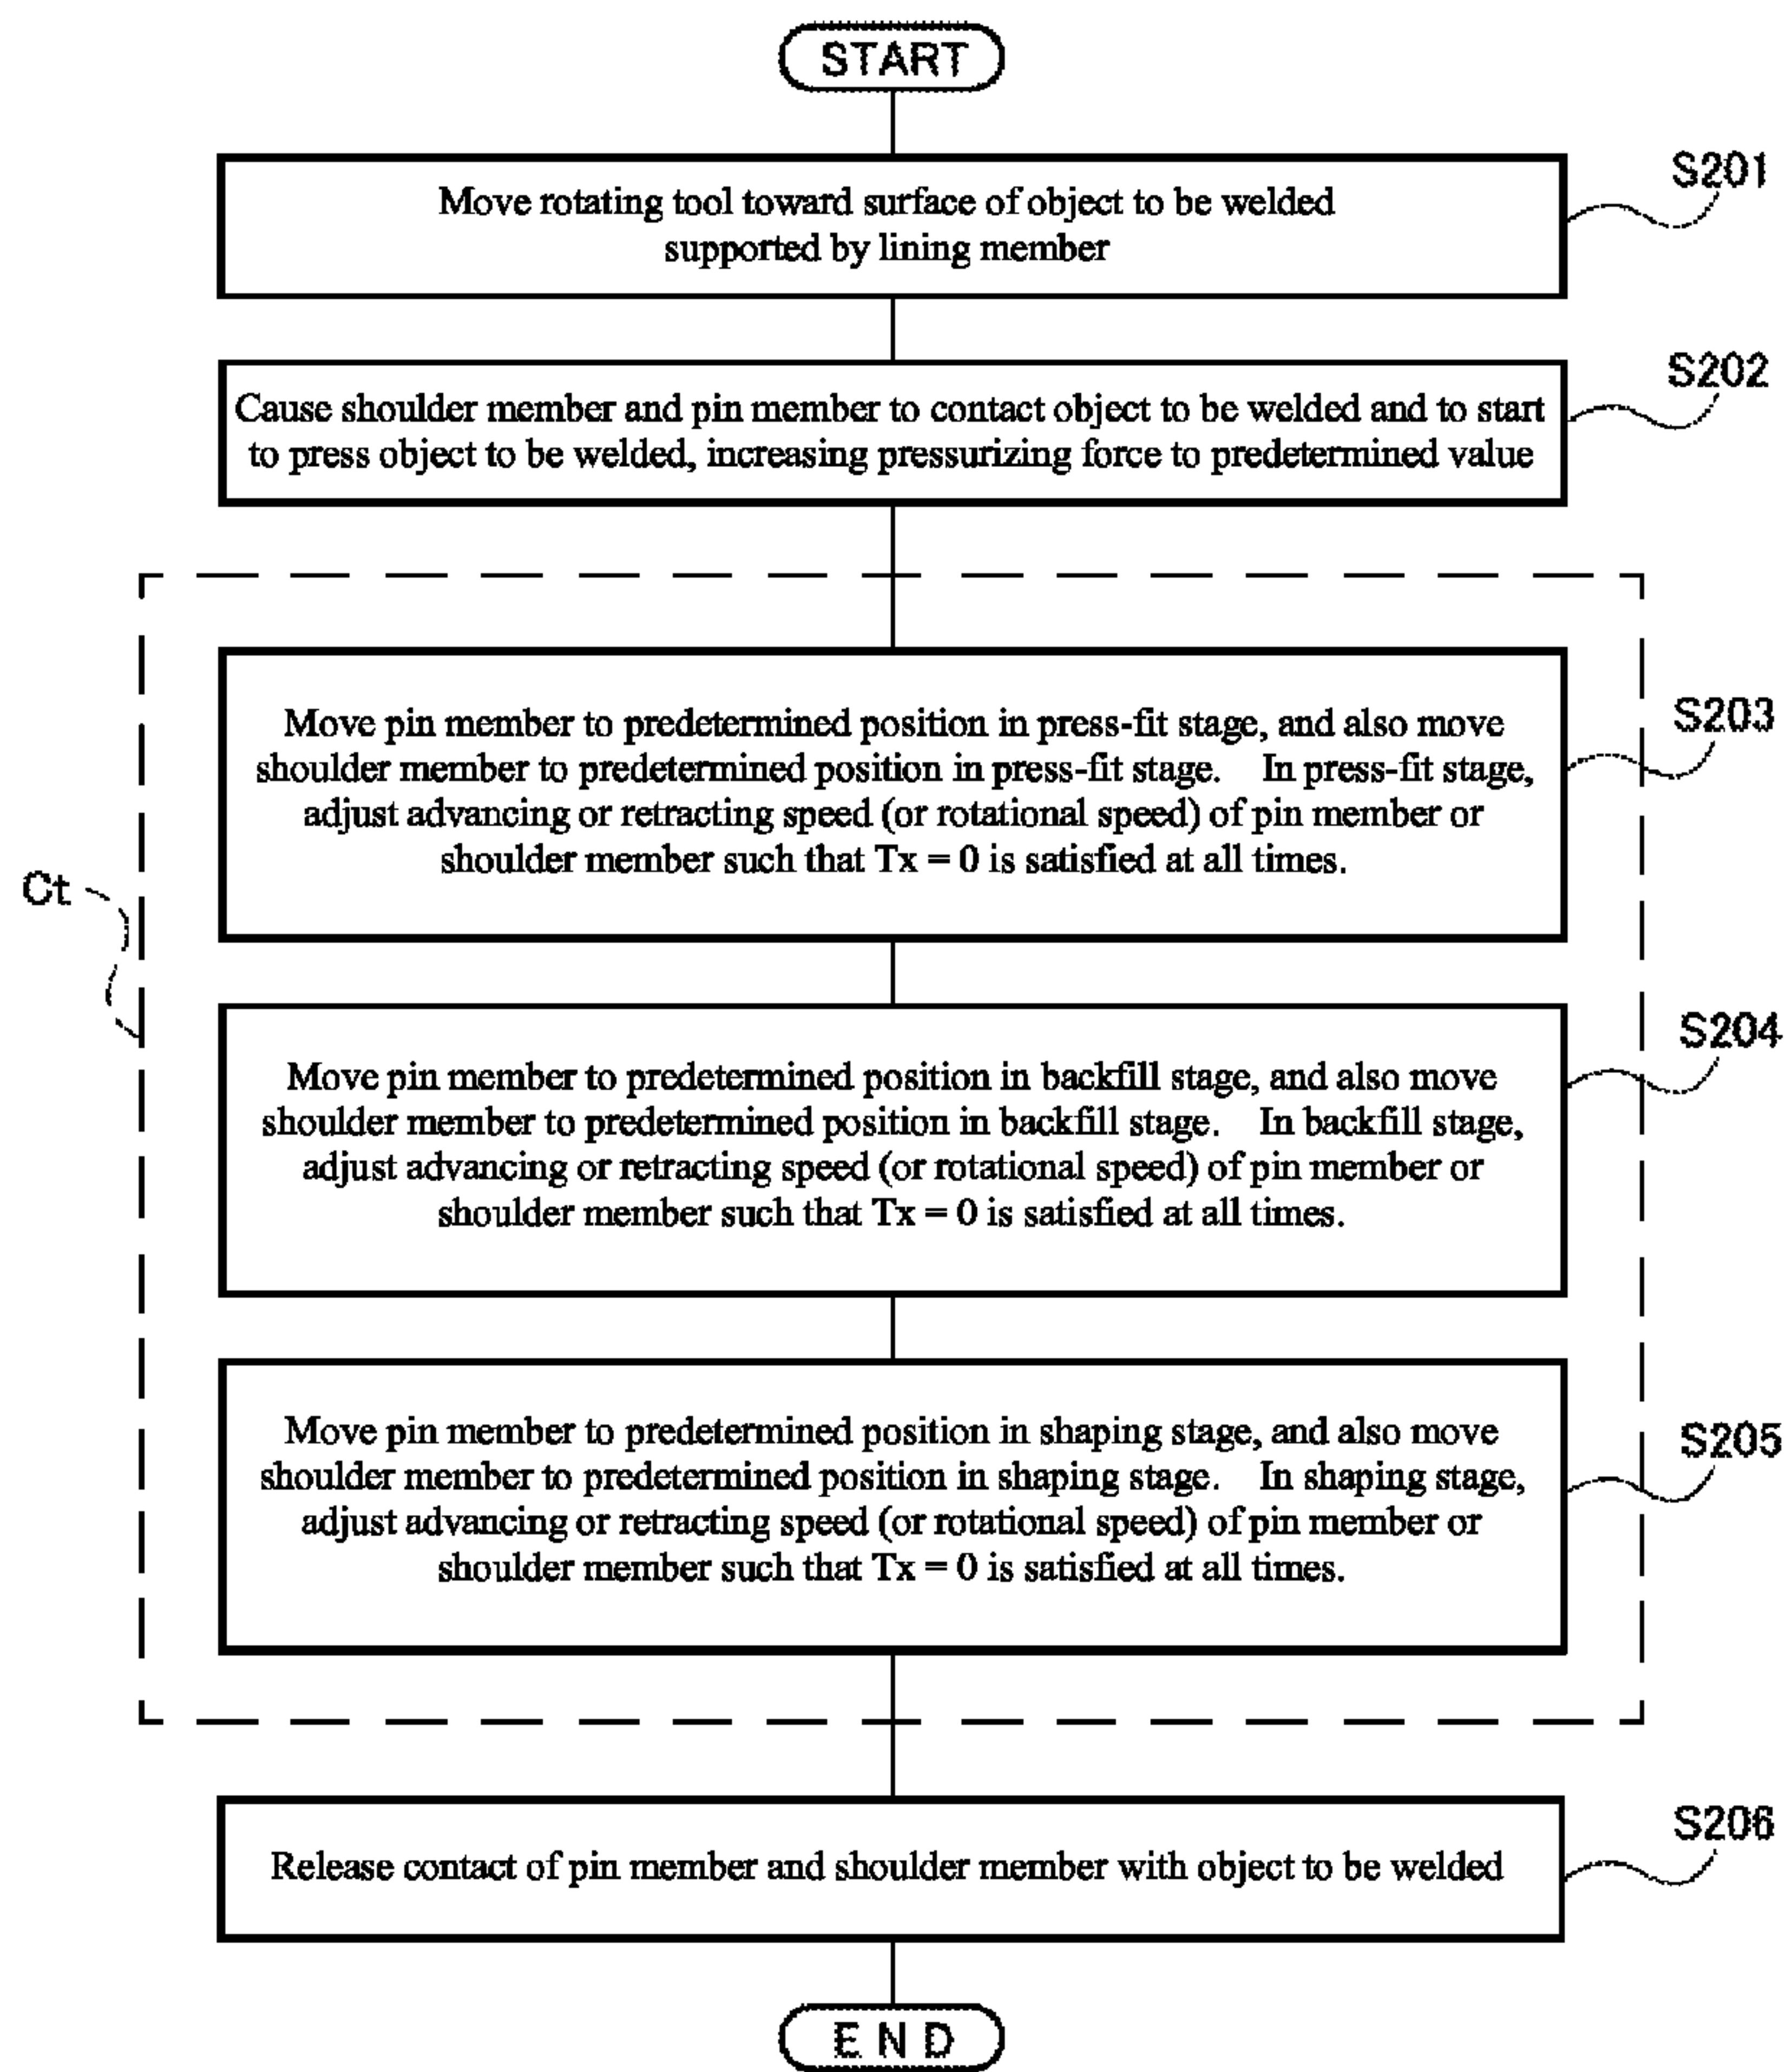 START
S201
Move rotating tool toward surface of object to be welded
supported by lining member
S202
Cause shoulder member and pin member to contact object to be welded and to start
to press object to be welded, increasing pressurizing force to predetermined value
S203
Move pin member to predetermined position in press-fit stage, and also move
shoulder member to predetermined position in press-fit stage. In press-fit stage,
adjust advancing or retracting speed (or rotational speed) of pin member or
shoulder member such that Tx = 0 is satisfied at all times.
Ct
S204
Move pin member to predetermined position in backfill stage, and also move
shoulder member to predetermined position in backfill stage. In backfill stage,
adjust advancing or retracting speed (or rotational speed) of pin member or
shoulder member such that Tx = 0 is satisfied at all times.
S205
Move pin member to predetermined position in shaping stage, and also move
shoulder member to predetermined position in shaping stage. In shaping stage,
adjust advancing or retracting speed (or rotational speed) of pin member or
shoulder member such that Tx = 0 is satisfied at all times.
S206
Release contact of pin member and shoulder member with object to be welded
END